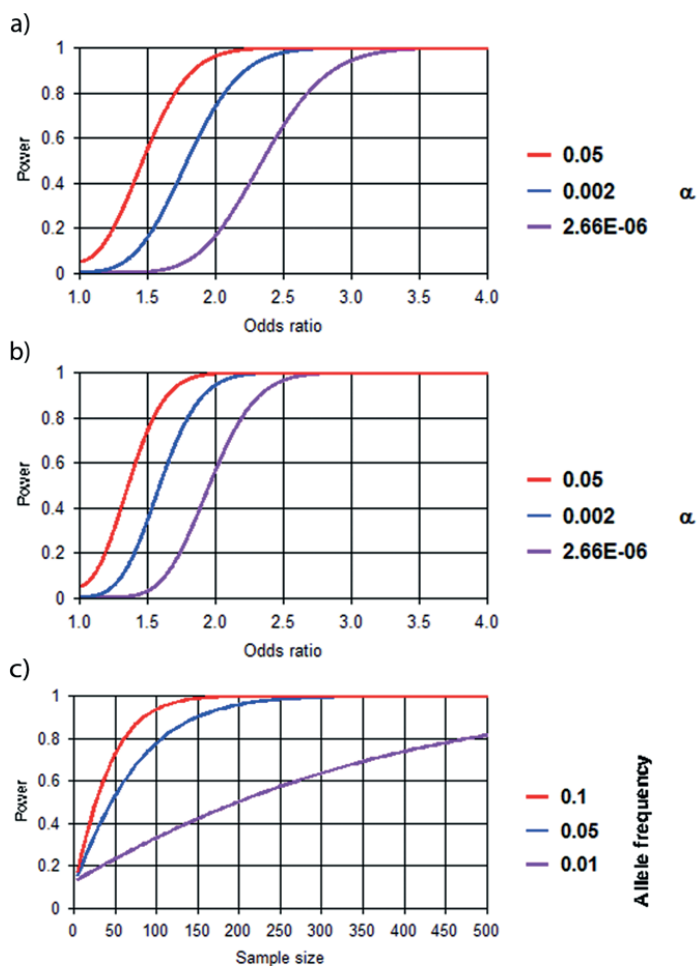 a)
1
0.8
0.6
0.4
0.2
0
Power
1.0 1.5 2.0 2.5 3.0 3.5 4.0
Odds ratio
0.05
0.002
2.66E-06
α
b)
1
0.8
0.6
0.4
0.2
0
Power
1.0 1.5 2.0 2.5 3.0 3.5 4.0
Odds ratio
0.05
0.002
2.66E-06
α
c)
1
0.8
0.6
0.4
0.2
0
Power
0 50 100 150 200 250 300 350 400 450 500
Sample size
0.1
0.05
0.01
Allele frequency